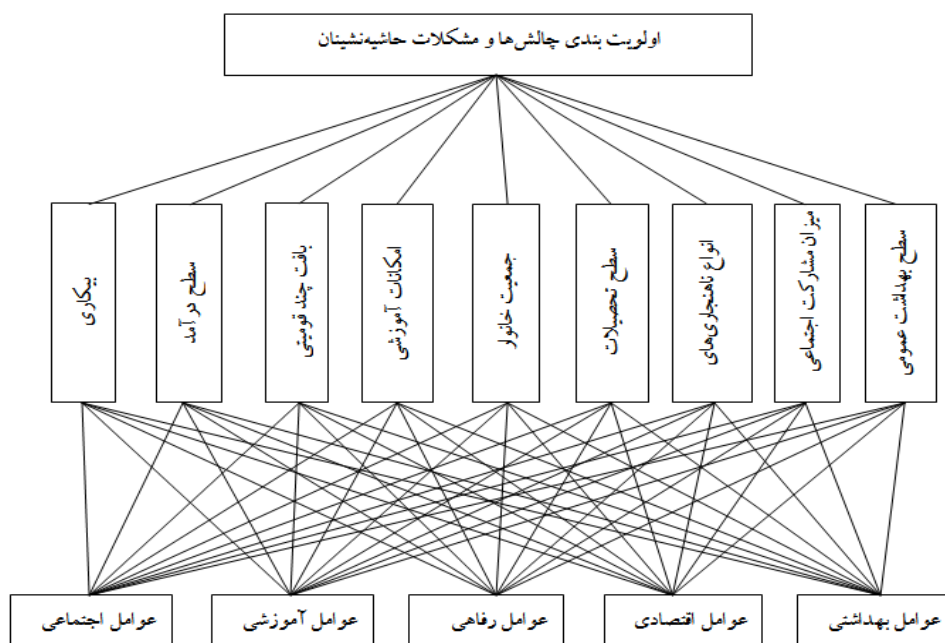 اولویت بندی چالش‌ها و مشکلات حاشیه‌نشینان
سطح بهداشت عمومی
میزان مشارکت اجتماعی
انواع ناهنجاری‌های
سطح تحصیلات
جمعیت خانوار
امکانات آموزشی
بافت چند قومیتی
سطح درآمد
بیکاری
عوامل بهداشتی
عوامل اقتصادی
عوامل رفاهی
عوامل آموزشی
عوامل اجتماعی